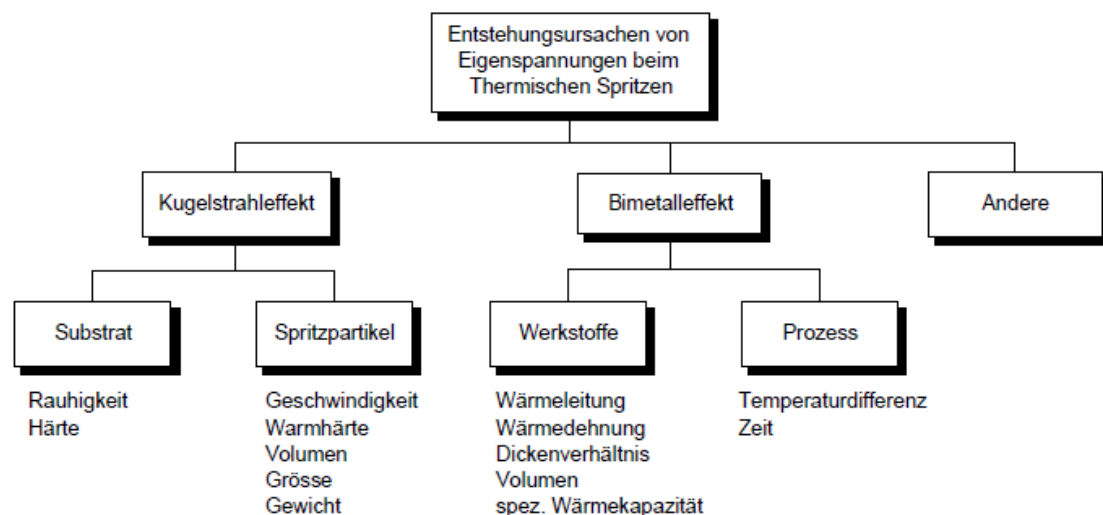 Entstehungsursachen von
Eigenspannungen beim
Thermischen Spritzen
Kugelstrahleffekt
Bimetalleffekt
Andere
Substrat
Spritzpartikel
Werkstoffe
Prozess
Rauhigkeit
Härte
Geschwindigkeit
Warmhärte
Volumen
Grösse
Gewicht
Wärmeleitung
Wärmedehnung
Dickenverhältnis
Volumen
spez. Wärmekapazität
Temperaturdifferenz
Zeit